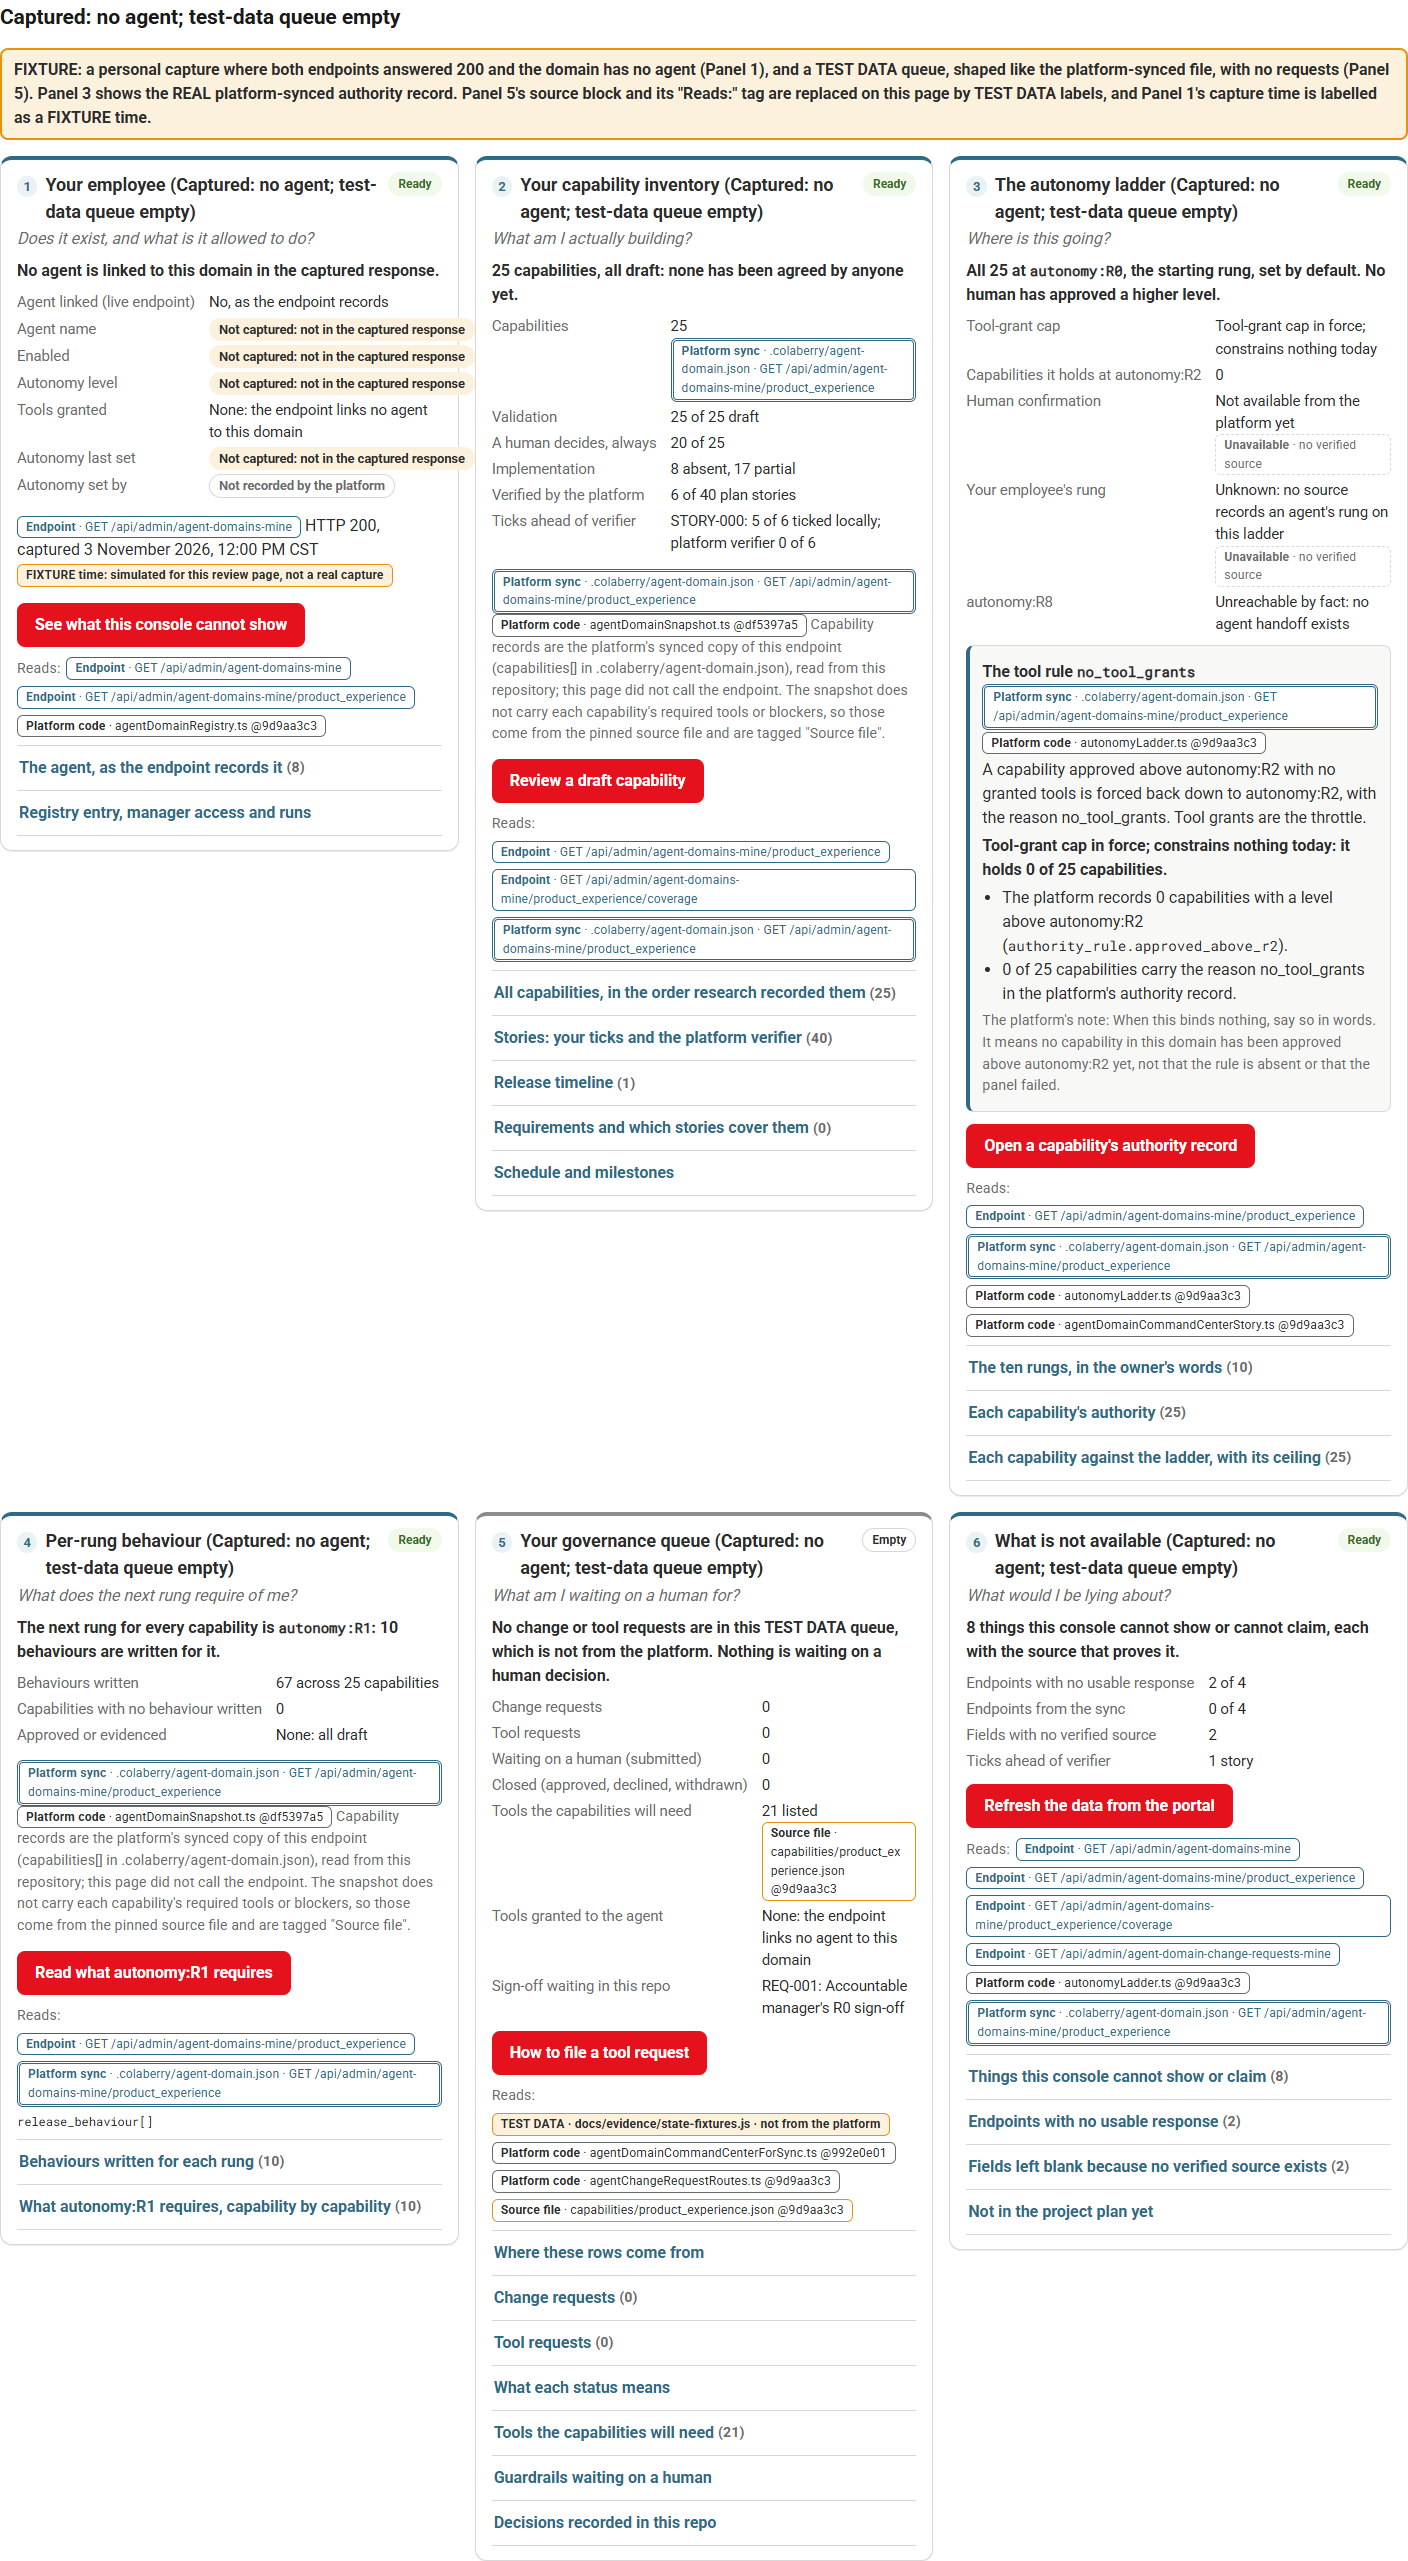 Captured: no agent; test-data queue empty
FIXTURE: a personal capture where both endpoints answered 200 and the domain has no agent (Panel 1), and a TEST DATA queue, shaped like the platform-synced file, with no requests (Panel
5). Panel 3 shows the REAL platform-synced authority record. Panel 5's source block and its "Reads:" tag are replaced on this page by TEST DATA labels, and Panel 1's capture time is labelled
as a FIXTURE time.
1 Your employee (Captured: no agent; test- Ready
data queue empty)
Does it exist, and what is it allowed to do?
No agent is linked to this domain in the captured response.
Agent linked (live endpoint) No, as the endpoint records
Agent name Not captured: not in the captured response
Enabled Not captured: not in the captured response
Autonomy level Not captured: not in the captured response
Tools granted None: the endpoint links no agent
to this domain
Autonomy last set Not captured: not in the captured response
Autonomy set by Not recorded by the platform
Endpoint · GET /api/admin/agent-domains-mine HTTP 200,
captured 3 November 2026, 12:00 PM CST
FIXTURE time: simulated for this review page, not a real capture
See what this console cannot show
Reads: Endpoint · GET /api/admin/agent-domains-mine
Endpoint · GET /api/admin/agent-domains-mine/product_experience
Platform code · agentDomainRegistry.ts @9d9aa3c3
The agent, as the endpoint records it (8)
Registry entry, manager access and runs
2 Your capability inventory (Captured: no Ready
agent; test-data queue empty)
What am I actually building?
25 capabilities, all draft: none has been agreed by anyone
yet.
Capabilities 25
Platform sync · .colaberry/agent-
domain.json · GET /api/admin/agent-
domains-mine/product_experience
Validation 25 of 25 draft
A human decides, always 20 of 25
Implementation 8 absent, 17 partial
Verified by the platform 6 of 40 plan stories
Ticks ahead of verifier STORY-000: 5 of 6 ticked locally;
platform verifier 0 of 6
Platform sync · .colaberry/agent-domain.json · GET /api/admin/agent-
domains-mine/product_experience
Platform code · agentDomainSnapshot.ts @df5397a5 Capability
records are the platform's synced copy of this endpoint
(capabilities[] in .colaberry/agent-domain.json), read from this
repository; this page did not call the endpoint. The snapshot does
not carry each capability's required tools or blockers, so those
come from the pinned source file and are tagged "Source file".
Review a draft capability
Reads:
Endpoint · GET /api/admin/agent-domains-mine/product_experience
Endpoint · GET /api/admin/agent-domains-
mine/product_experience/coverage
Platform sync · .colaberry/agent-domain.json · GET /api/admin/agent-
domains-mine/product_experience
All capabilities, in the order research recorded them (25)
Stories: your ticks and the platform verifier (40)
Release timeline (1)
Requirements and which stories cover them (0)
Schedule and milestones
3 The autonomy ladder (Captured: no Ready
agent; test-data queue empty)
Where is this going?
All 25 at autonomy:R0, the starting rung, set by default. No
human has approved a higher level.
Tool-grant cap Tool-grant cap in force;
constrains nothing today
Capabilities it holds at autonomy:R2 0
Human confirmation Not available from the
platform yet
Unavailable · no verified
source
Your employee's rung Unknown: no source
records an agent's rung on
this ladder
Unavailable · no verified
source
autonomy:R8 Unreachable by fact: no
agent handoff exists
The tool rule no_tool_grants
Platform sync · .colaberry/agent-domain.json · GET
/api/admin/agent-domains-mine/product_experience
Platform code · autonomyLadder.ts @9d9aa3c3
A capability approved above autonomy:R2 with no
granted tools is forced back down to autonomy:R2, with
the reason no_tool_grants. Tool grants are the throttle.
Tool-grant cap in force; constrains nothing today: it
holds 0 of 25 capabilities.
• The platform records 0 capabilities with a level
above autonomy:R2
(authority_rule.approved_above_r2).
• 0 of 25 capabilities carry the reason no_tool_grants
in the platform's authority record.
The platform's note: When this binds nothing, say so in words.
It means no capability in this domain has been approved
above autonomy:R2 yet, not that the rule is absent or that the
panel failed.
Open a capability's authority record
Reads:
Endpoint · GET /api/admin/agent-domains-mine/product_experience
Platform sync · .colaberry/agent-domain.json · GET /api/admin/agent-
domains-mine/product_experience
Platform code · autonomyLadder.ts @9d9aa3c3
Platform code · agentDomainCommandCenterStory.ts @9d9aa3c3
The ten rungs, in the owner's words (10)
Each capability's authority (25)
Each capability against the ladder, with its ceiling (25)
4 Per-rung behaviour (Captured: no agent; Ready
test-data queue empty)
What does the next rung require of me?
The next rung for every capability is autonomy:R1: 10
behaviours are written for it.
Behaviours written 67 across 25 capabilities
Capabilities with no behaviour written 0
Approved or evidenced None: all draft
Platform sync · .colaberry/agent-domain.json · GET /api/admin/agent-
domains-mine/product_experience
Platform code · agentDomainSnapshot.ts @df5397a5 Capability
records are the platform's synced copy of this endpoint
(capabilities[] in .colaberry/agent-domain.json), read from this
repository; this page did not call the endpoint. The snapshot does
not carry each capability's required tools or blockers, so those
come from the pinned source file and are tagged "Source file".
Read what autonomy:R1 requires
Reads:
Endpoint · GET /api/admin/agent-domains-mine/product_experience
Platform sync · .colaberry/agent-domain.json · GET /api/admin/agent-
domains-mine/product_experience
release_behaviour[]
Behaviours written for each rung (10)
What autonomy:R1 requires, capability by capability (10)
5 Your governance queue (Captured: no Empty
agent; test-data queue empty)
What am I waiting on a human for?
No change or tool requests are in this TEST DATA queue,
which is not from the platform. Nothing is waiting on a
human decision.
Change requests 0
Tool requests 0
Waiting on a human (submitted) 0
Closed (approved, declined, withdrawn) 0
Tools the capabilities will need 21 listed
Source file ·
capabilities/product_ex
perience.json
@9d9aa3c3
Tools granted to the agent None: the endpoint
links no agent to this
domain
Sign-off waiting in this repo REQ-001: Accountable
manager's R0 sign-off
How to file a tool request
Reads:
TEST DATA · docs/evidence/state-fixtures.js · not from the platform
Platform code · agentDomainCommandCenterForSync.ts @992e0e01
Platform code · agentChangeRequestRoutes.ts @9d9aa3c3
Source file · capabilities/product_experience.json @9d9aa3c3
Where these rows come from
Change requests (0)
Tool requests (0)
What each status means
Tools the capabilities will need (21)
Guardrails waiting on a human
Decisions recorded in this repo
6 What is not available (Captured: no Ready
agent; test-data queue empty)
What would I be lying about?
8 things this console cannot show or cannot claim, each
with the source that proves it.
Endpoints with no usable response 2 of 4
Endpoints from the sync 0 of 4
Fields with no verified source 2
Ticks ahead of verifier 1 story
Refresh the data from the portal
Reads: Endpoint · GET /api/admin/agent-domains-mine
Endpoint · GET /api/admin/agent-domains-mine/product_experience
Endpoint · GET /api/admin/agent-domains-
mine/product_experience/coverage
Endpoint · GET /api/admin/agent-domain-change-requests-mine
Platform code · autonomyLadder.ts @9d9aa3c3
Platform sync · .colaberry/agent-domain.json · GET /api/admin/agent-
domains-mine/product_experience
Things this console cannot show or claim (8)
Endpoints with no usable response (2)
Fields left blank because no verified source exists (2)
Not in the project plan yet